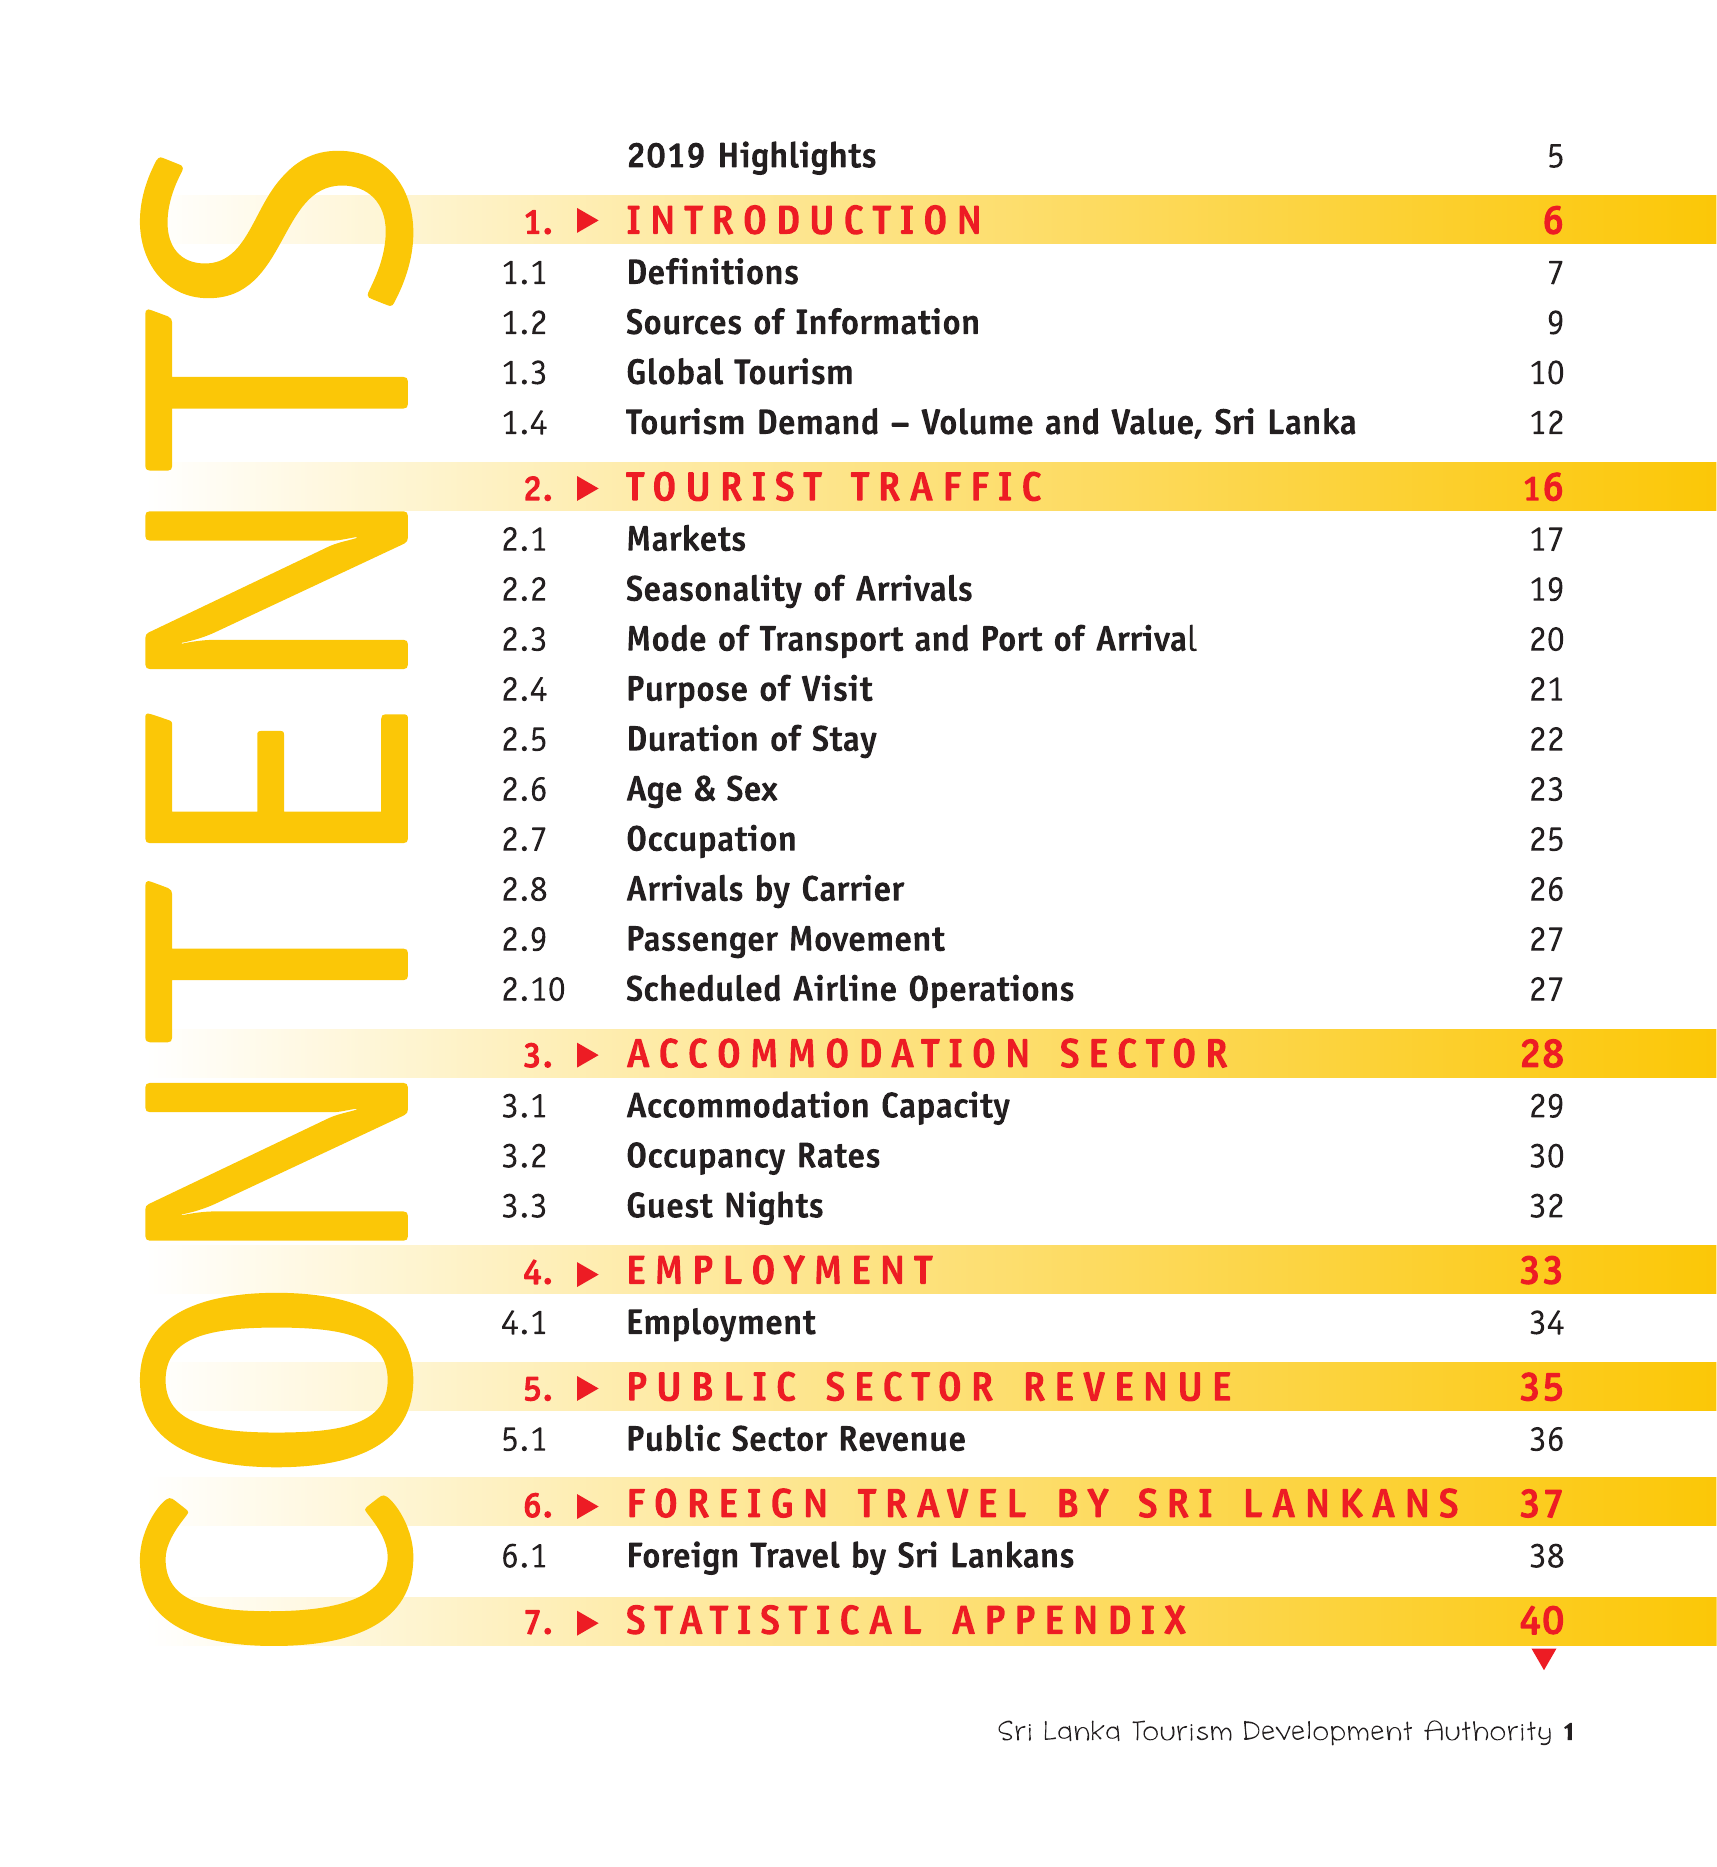 CONTENTS
2019 Highlights 5
1. ▶ INTRODUCTION 6
1.1 Definitions 7
1.2 Sources of Information 9
1.3 Global Tourism 10
1.4 Tourism Demand – Volume and Value, Sri Lanka 12
2. ▶ TOURIST TRAFFIC 16
2.1 Markets 17
2.2 Seasonality of Arrivals 19
2.3 Mode of Transport and Port of Arrival 20
2.4 Purpose of Visit 21
2.5 Duration of Stay 22
2.6 Age & Sex 23
2.7 Occupation 25
2.8 Arrivals by Carrier 26
2.9 Passenger Movement 27
2.10 Scheduled Airline Operations 27
3. ▶ ACCOMMODATION SECTOR 28
3.1 Accommodation Capacity 29
3.2 Occupancy Rates 30
3.3 Guest Nights 32
4. ▶ EMPLOYMENT 33
4.1 Employment 34
5. ▶ PUBLIC SECTOR REVENUE 35
5.1 Public Sector Revenue 36
6. ▶ FOREIGN TRAVEL BY SRI LANKANS 37
6.1 Foreign Travel by Sri Lankans 38
7. ▶ STATISTICAL APPENDIX 40
Sri Lanka Tourism Development Authority 1